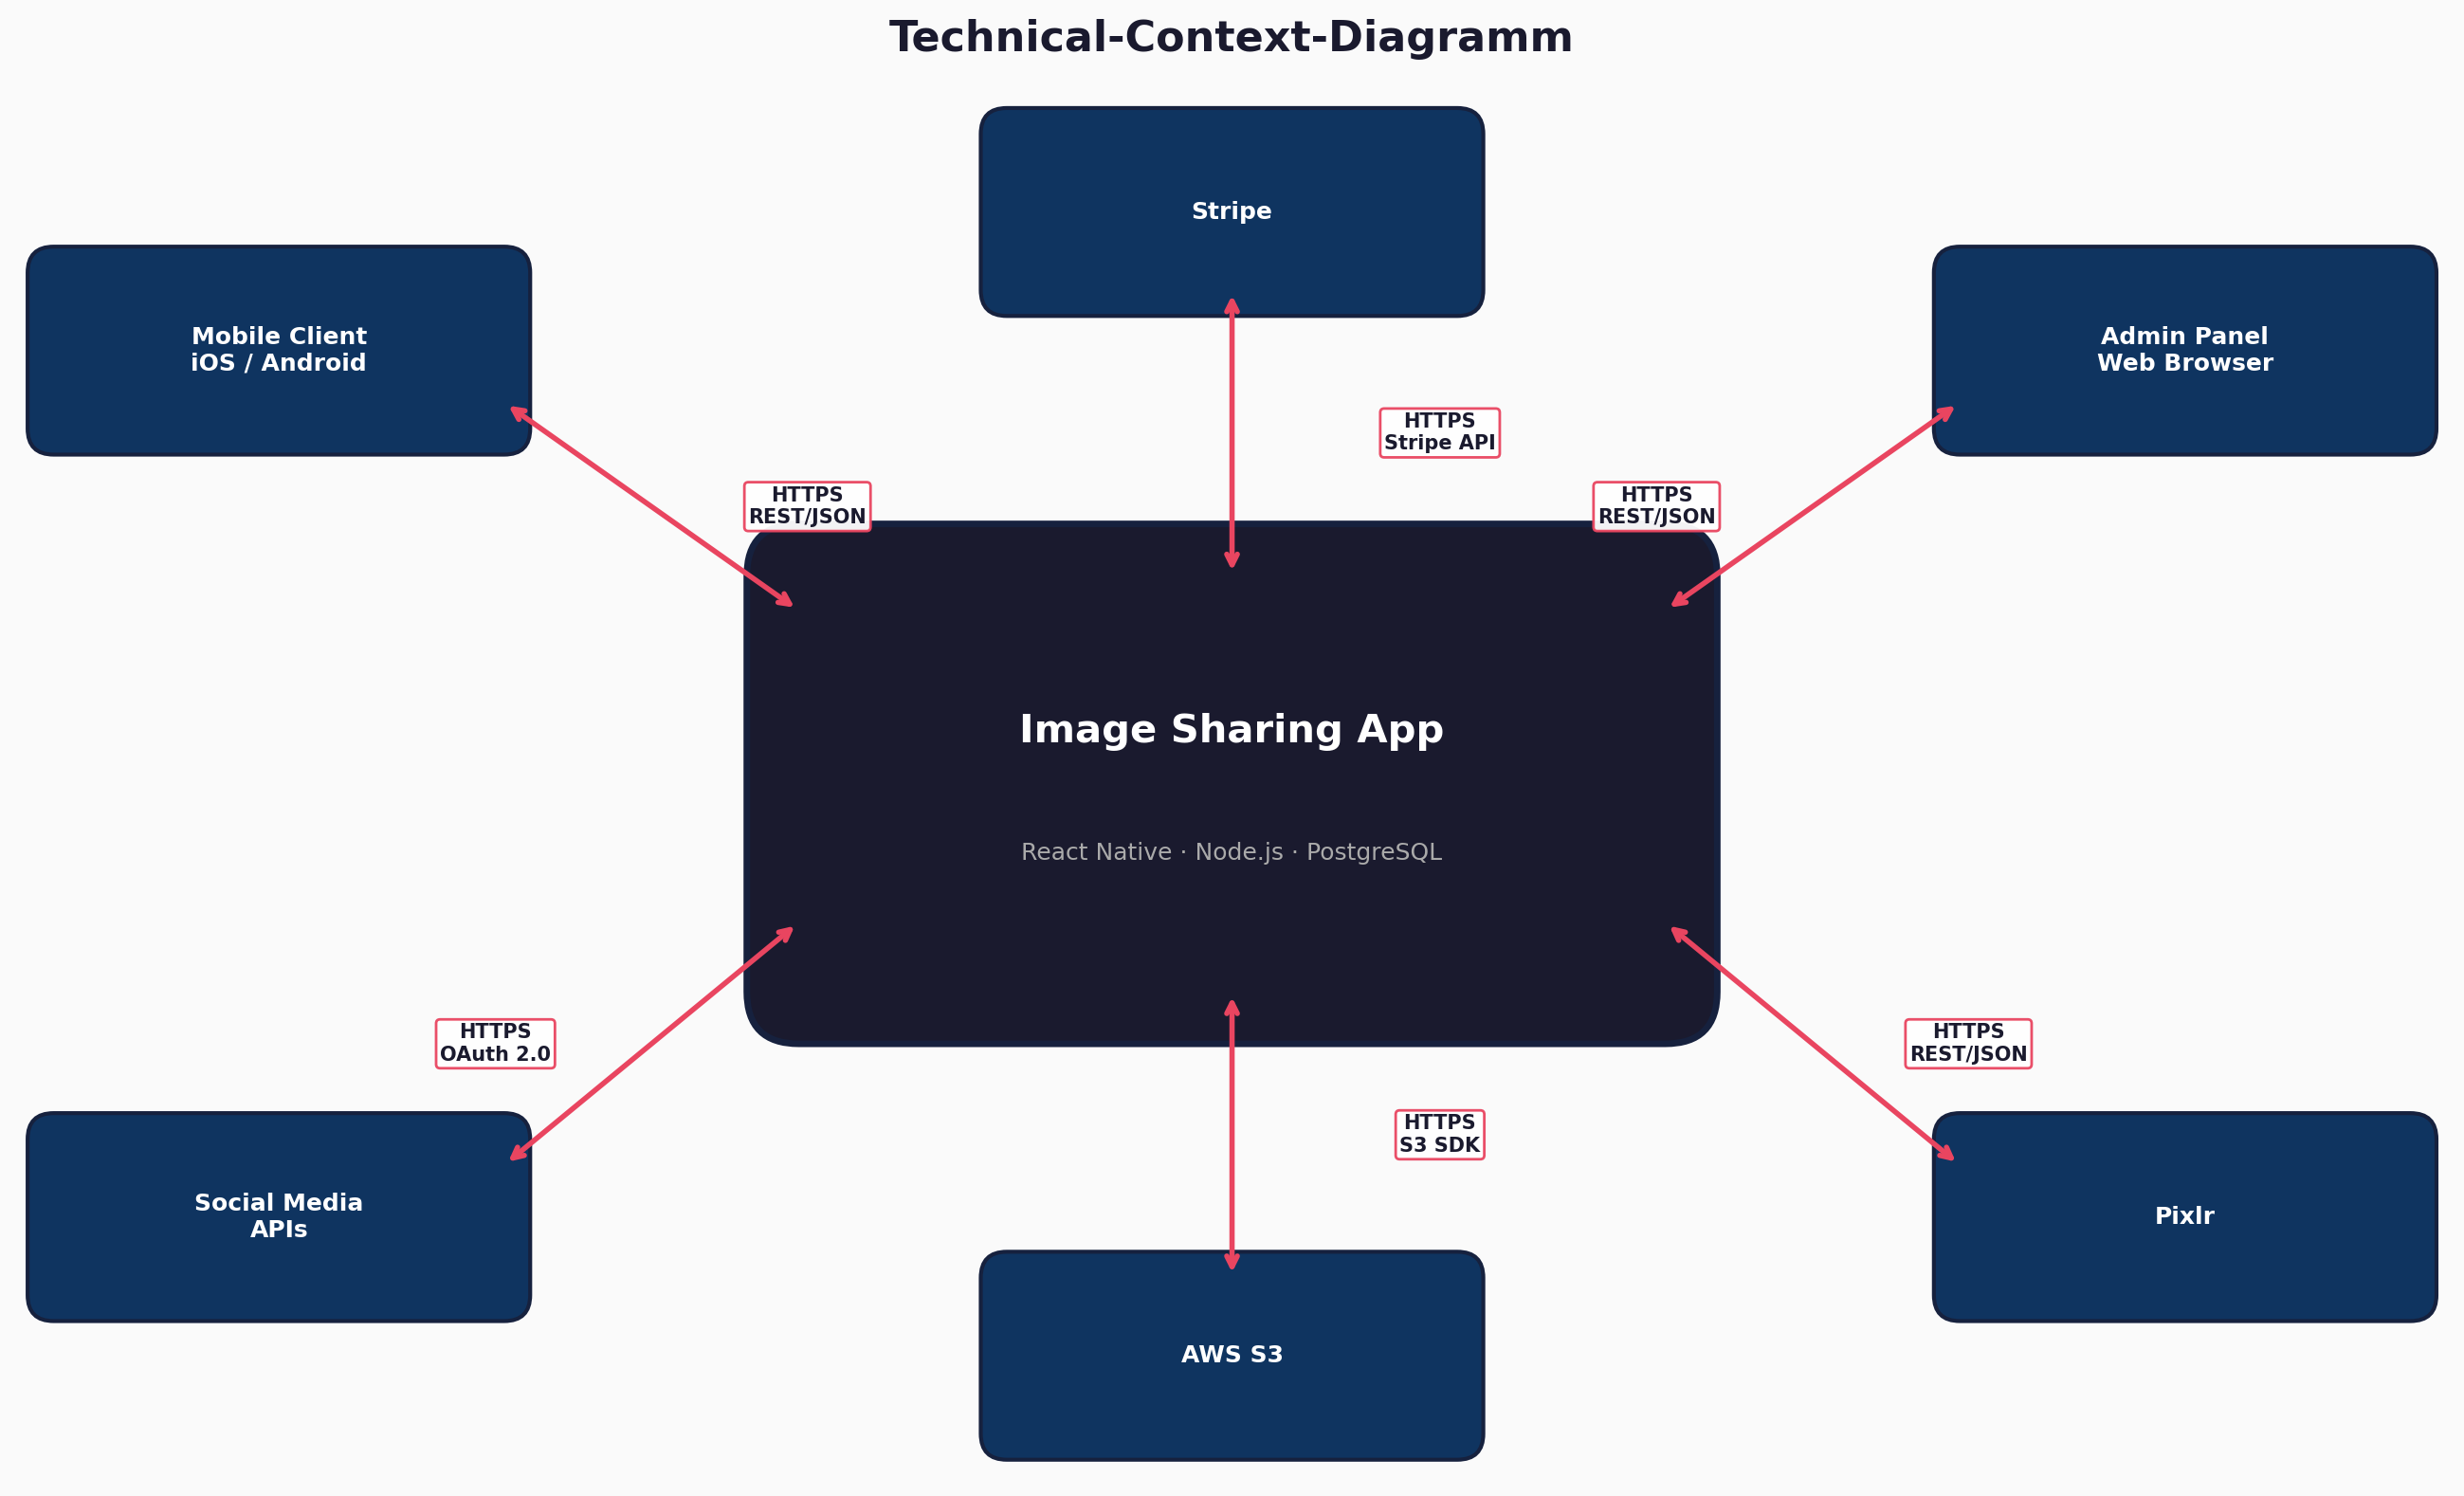 Technical-Context-Diagramm
Stripe
Mobile Client
iOS / Android
Admin Panel
Web Browser
HTTPS
Stripe API
HTTPS
REST/JSON
HTTPS
REST/JSON
Image Sharing App
React Native · Node.js · PostgreSQL
HTTPS
OAuth 2.0
HTTPS
REST/JSON
HTTPS
S3 SDK
Social Media
APIs
Pixlr
AWS S3